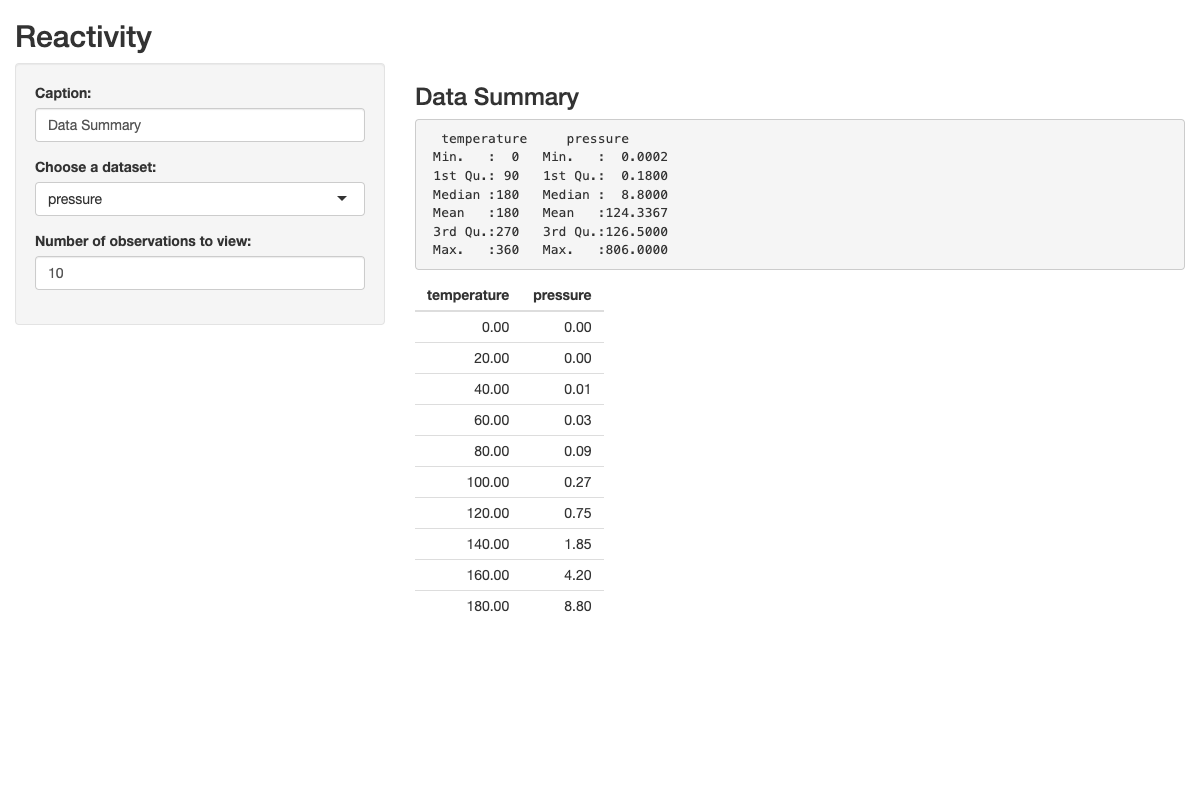 Reactivity
Caption:
Data Summary
Choose a dataset:
pressure
Number of observations to view:
10
Data Summary
temperature pressure
Min. : 0 Min. : 0.0002
1st Qu.: 90 1st Qu.: 0.1800
Median :180 Median : 8.8000
Mean :180 Mean :124.3367
3rd Qu.:270 3rd Qu.:126.5000
Max. :360 Max. :806.0000
temperature pressure
0.00 0.00
20.00 0.00
40.00 0.01
60.00 0.03
80.00 0.09
100.00 0.27
120.00 0.75
140.00 1.85
160.00 4.20
180.00 8.80